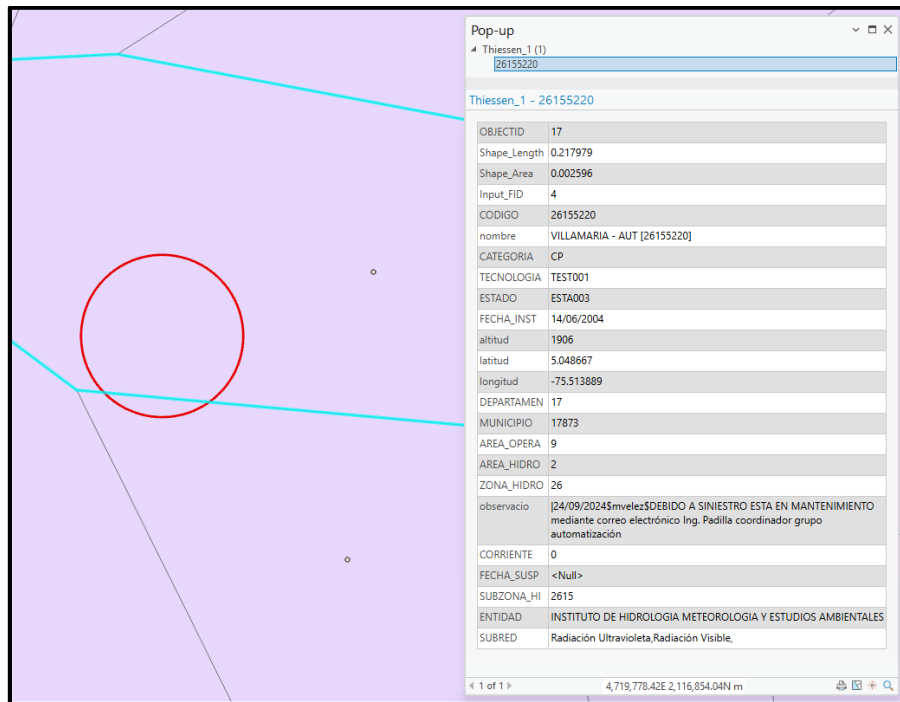 Pop-up
Thiessen_1 (1)
26155220
Thiessen_1 - 26155220
OBJECTID 17
Shape_Length 0.217979
Shape_Area 0.002596
Input_FID 4
CODIGO 26155220
nombre VILLAMARIA - AUT [26155220]
CATEGORIA CP
TECNOLOGIA TEST001
ESTADO ESTA003
FECHA_INST 14/06/2004
altitud 1906
latitud 5.048667
longitud -75.513889
DEPARTAMEN 17
MUNICIPIO 17873
AREA_OPERA 9
AREA_HIDRO 2
ZONA_HIDRO 26
observacio |24/09/2024$mvelez$DEBIDO A SINIESTRO ESTA EN MANTENIMIENTO
mediante correo electrónico Ing. Padilla coordinador grupo
automatización
CORRIENTE 0
FECHA_SUSP <Null>
SUBZONA_HI 2615
ENTIDAD INSTITUTO DE HIDROLOGIA METEOROLOGIA Y ESTUDIOS AMBIENTALES
SUBRED Radiación Ultravioleta,Radiación Visible,
1 of 1 4,719,778.42E 2,116,854.04N m